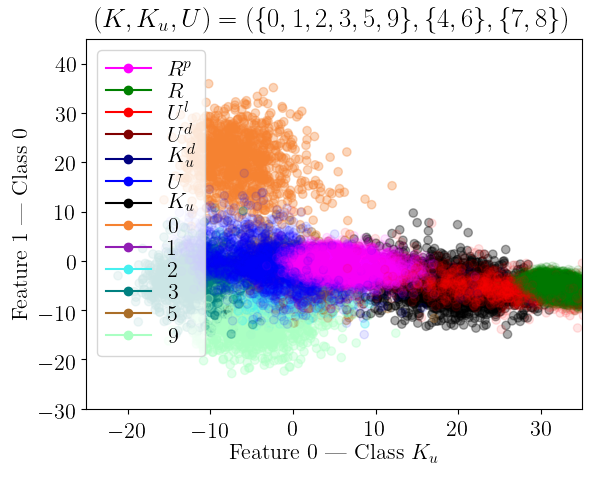 (K, K_u, U) = ({0, 1, 2, 3, 5, 9}, {4, 6}, {7, 8})
Feature 1 — Class 0
40
30
20
10
0
−10
−20
−30
R^p
R
U^l
U^d
K_u^d
U
K_u
0
1
2
3
5
9
−20 −10 0 10 20 30
Feature 0 — Class K_u